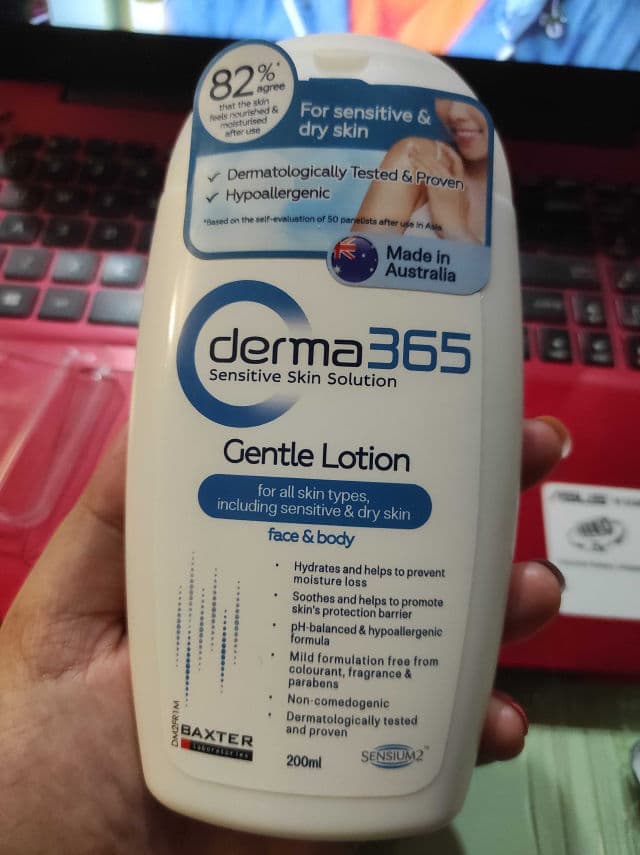 82%*
agree
that the skin
feels nourished &
moisturised
after use
For sensitive &
dry skin
✓ Dermatologically Tested & Proven
✓ Hypoallergenic
*Based on the self-evaluation of 50 panelists after use in Asia
Made in
Australia
derma365
Sensitive Skin Solution
Gentle Lotion
for all skin types,
including sensitive & dry skin
face & body
• Hydrates and helps to prevent
moisture loss
• Soothes and helps to promote
skin's protection barrier
• pH-balanced & hypoallergenic
formula
• Mild formulation free from
colourant, fragrance &
parabens
• Non-comedogenic
• Dermatologically tested
and proven
DM2FR1M
BAXTER
laboratories
200ml
SENSIUM2™
ASUS